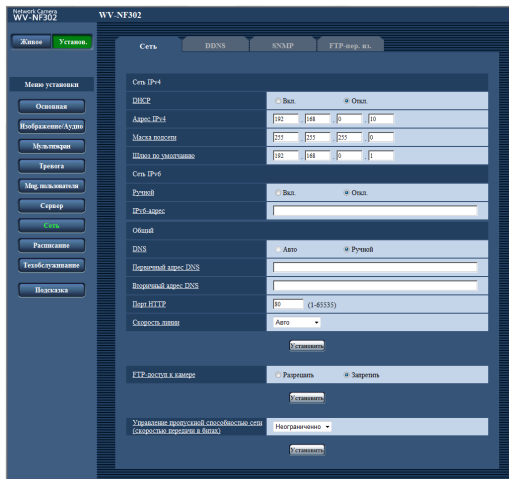 Network Camera
WV-NF302
WV-NF302
Живое
Установ.
Меню установки
Основная
Изображение/Аудио
Мультиэкран
Тревога
Mng. пользователя
Сервер
Сеть
Расписание
Техобслуживание
Подсказка
Сеть
DDNS
SNMP
FTP-пер. из.
Сеть IPv4
DHCP
Вкл.
Откл.
Адрес IPv4
192 . 168 . 0 . 10
Маска подсети
255 . 255 . 255 . 0
Шлюз по умолчанию
192 . 168 . 0 . 1
Сеть IPv6
Ручной
Вкл.
Откл.
IPv6-адрес
Общий
DNS
Авто
Ручной
Первичный адрес DNS
Вторичный адрес DNS
Порт HTTP
80 (1-65535)
Скорость линии
Авто
Установить
FTP-доступ к камере
Разрешить
Запретить
Установить
Управление пропускной способностью сети
(скоростью передачи в битах)
Неограниченно
Установить